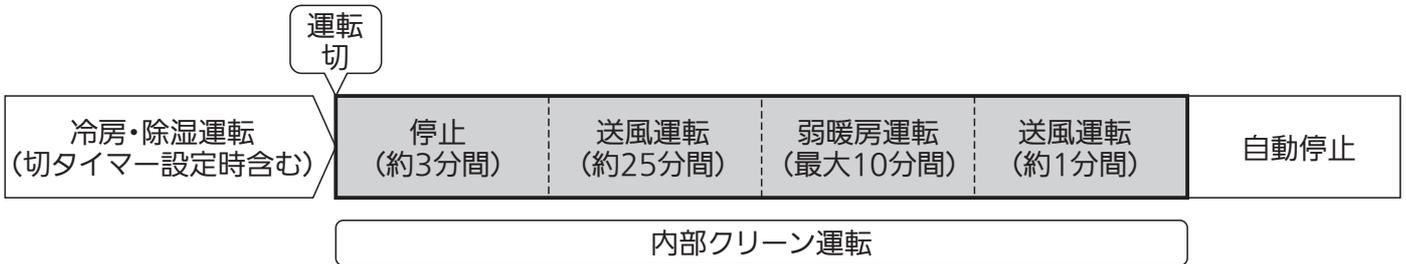 運転
切
冷房・除湿運転
(切タイマー設定時含む)
停止
(約3分間)
送風運転
(約25分間)
弱暖房運転
(最大10分間)
送風運転
(約1分間)
自動停止
内部クリーン運転